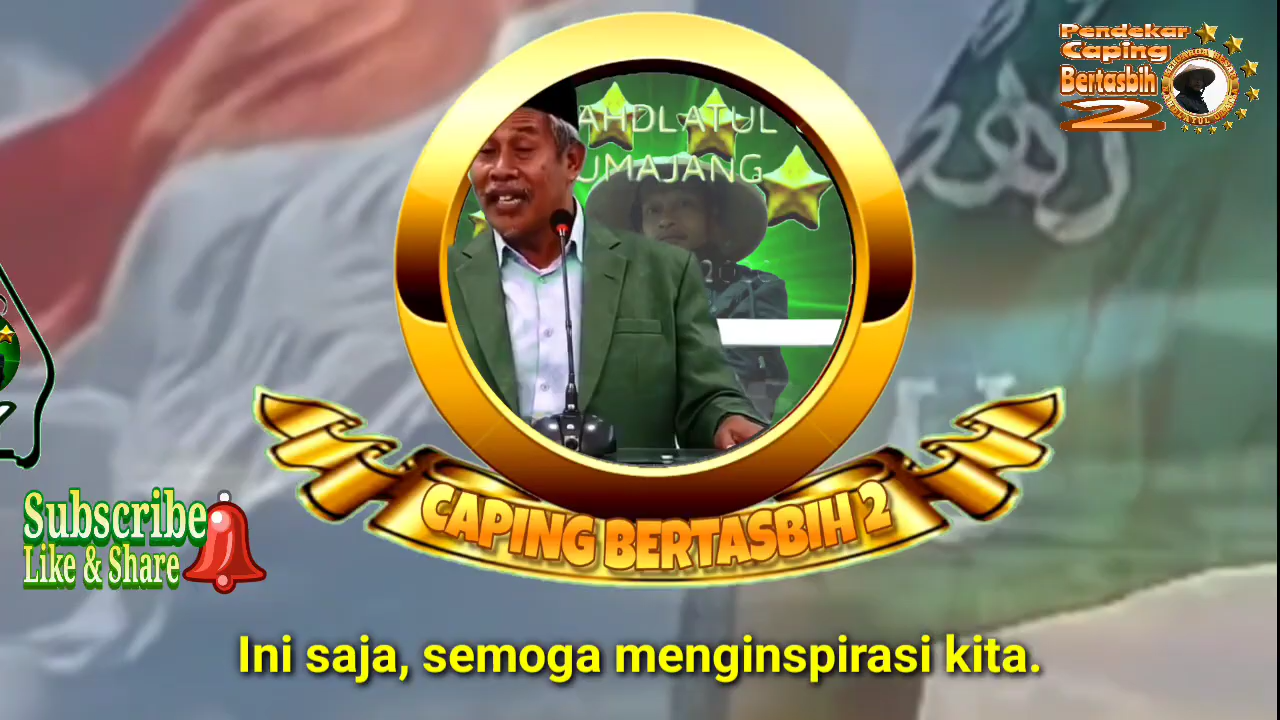 Pendekar
Caping
Bertasbih
2
AHDLATUL
UMAJANG
CAPING BERTASBIH 2
Subscribe
Like & Share
Ini saja, semoga menginspirasi kita.